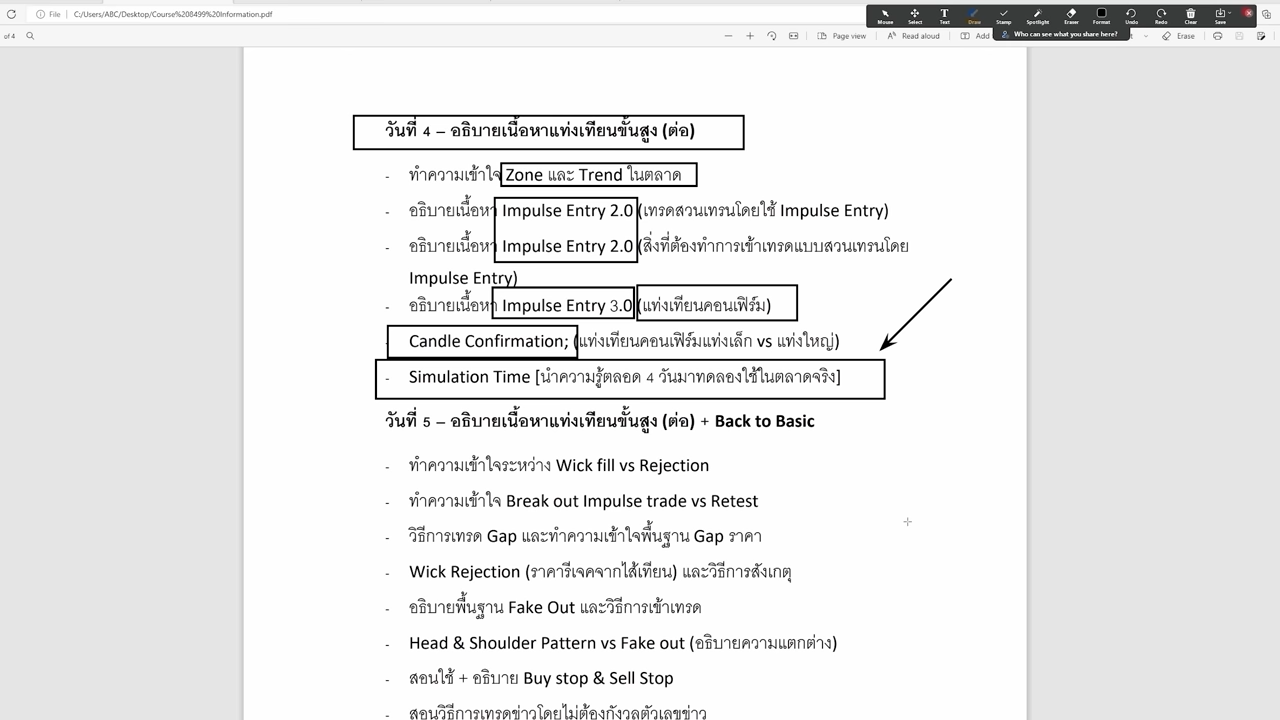 File
C:/Users/ABC/Desktop/Course%208499%20Information.pdf
Mouse Select Text Draw Stamp Spotlight Eraser Format Undo Redo Clear Save
Who can see what you share here?
of 4
Page view
Read aloud
Add
Erase
วันที่ 4 – อธิบายเนื้อหาแท่งเทียนขั้นสูง (ต่อ)
- ทำความเข้าใจ Zone และ Trend ในตลาด
- อธิบายเนื้อหา Impulse Entry 2.0 (เทรดสวนเทรนโดยใช้ Impulse Entry)
- อธิบายเนื้อหา Impulse Entry 2.0 (สิ่งที่ต้องทำการเข้าเทรดแบบสวนเทรนโดย
Impulse Entry)
- อธิบายเนื้อหา Impulse Entry 3.0 (แท่งเทียนคอนเฟิร์ม)
- Candle Confirmation; (แท่งเทียนคอนเฟิร์มแท่งเล็ก vs แท่งใหญ่)
- Simulation Time [นำความรู้ตลอด 4 วันมาทดลองใช้ในตลาดจริง]
วันที่ 5 – อธิบายเนื้อหาแท่งเทียนขั้นสูง (ต่อ) + Back to Basic
- ทำความเข้าใจระหว่าง Wick fill vs Rejection
- ทำความเข้าใจ Break out Impulse trade vs Retest
- วิธีการเทรด Gap และทำความเข้าใจพื้นฐาน Gap ราคา
- Wick Rejection (ราคารีเจคจากไส้เทียน) และวิธีการสังเกตุ
- อธิบายพื้นฐาน Fake Out และวิธีการเข้าเทรด
- Head & Shoulder Pattern vs Fake out (อธิบายความแตกต่าง)
- สอนใช้ + อธิบาย Buy stop & Sell Stop
- สอนวิธีการเทรดข่าวโดยไม่ต้องกังวลตัวเลขข่าว